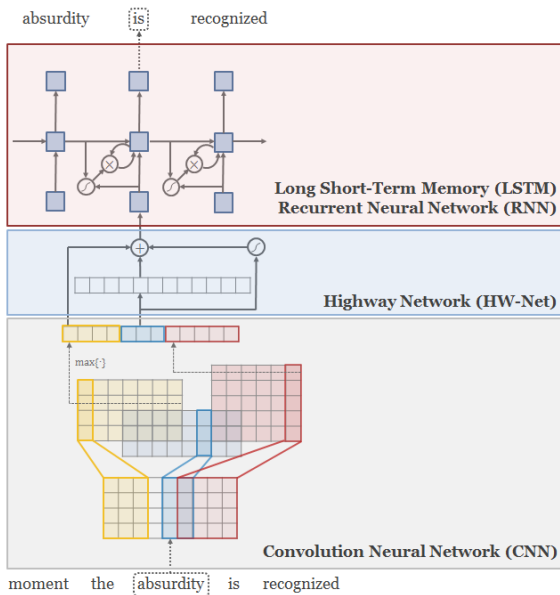 absurdity is recognized
Long Short-Term Memory (LSTM)
Recurrent Neural Network (RNN)
Highway Network (HW-Net)
max{·}
Convolution Neural Network (CNN)
moment the absurdity is recognized